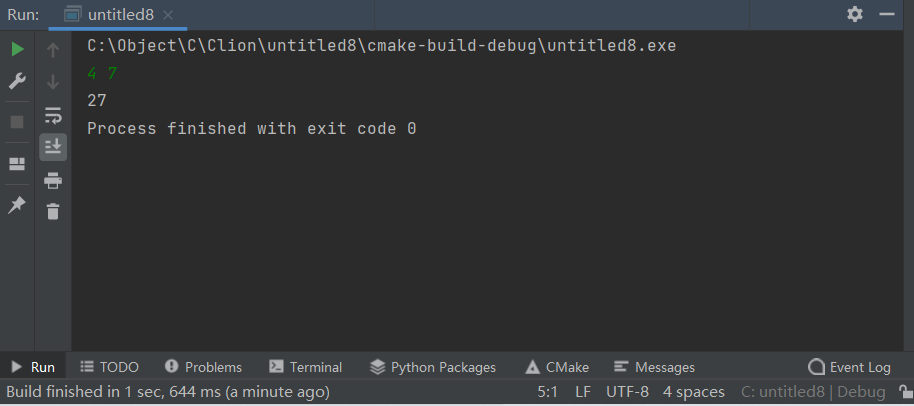 Run: untitled8
C:\Object\C\Clion\untitled8\cmake-build-debug\untitled8.exe
4 7
27
Process finished with exit code 0
Run TODO Problems Terminal Python Packages CMake Messages Event Log
Build finished in 1 sec, 644 ms (a minute ago) 5:1 LF UTF-8 4 spaces C: untitled8 | Debug